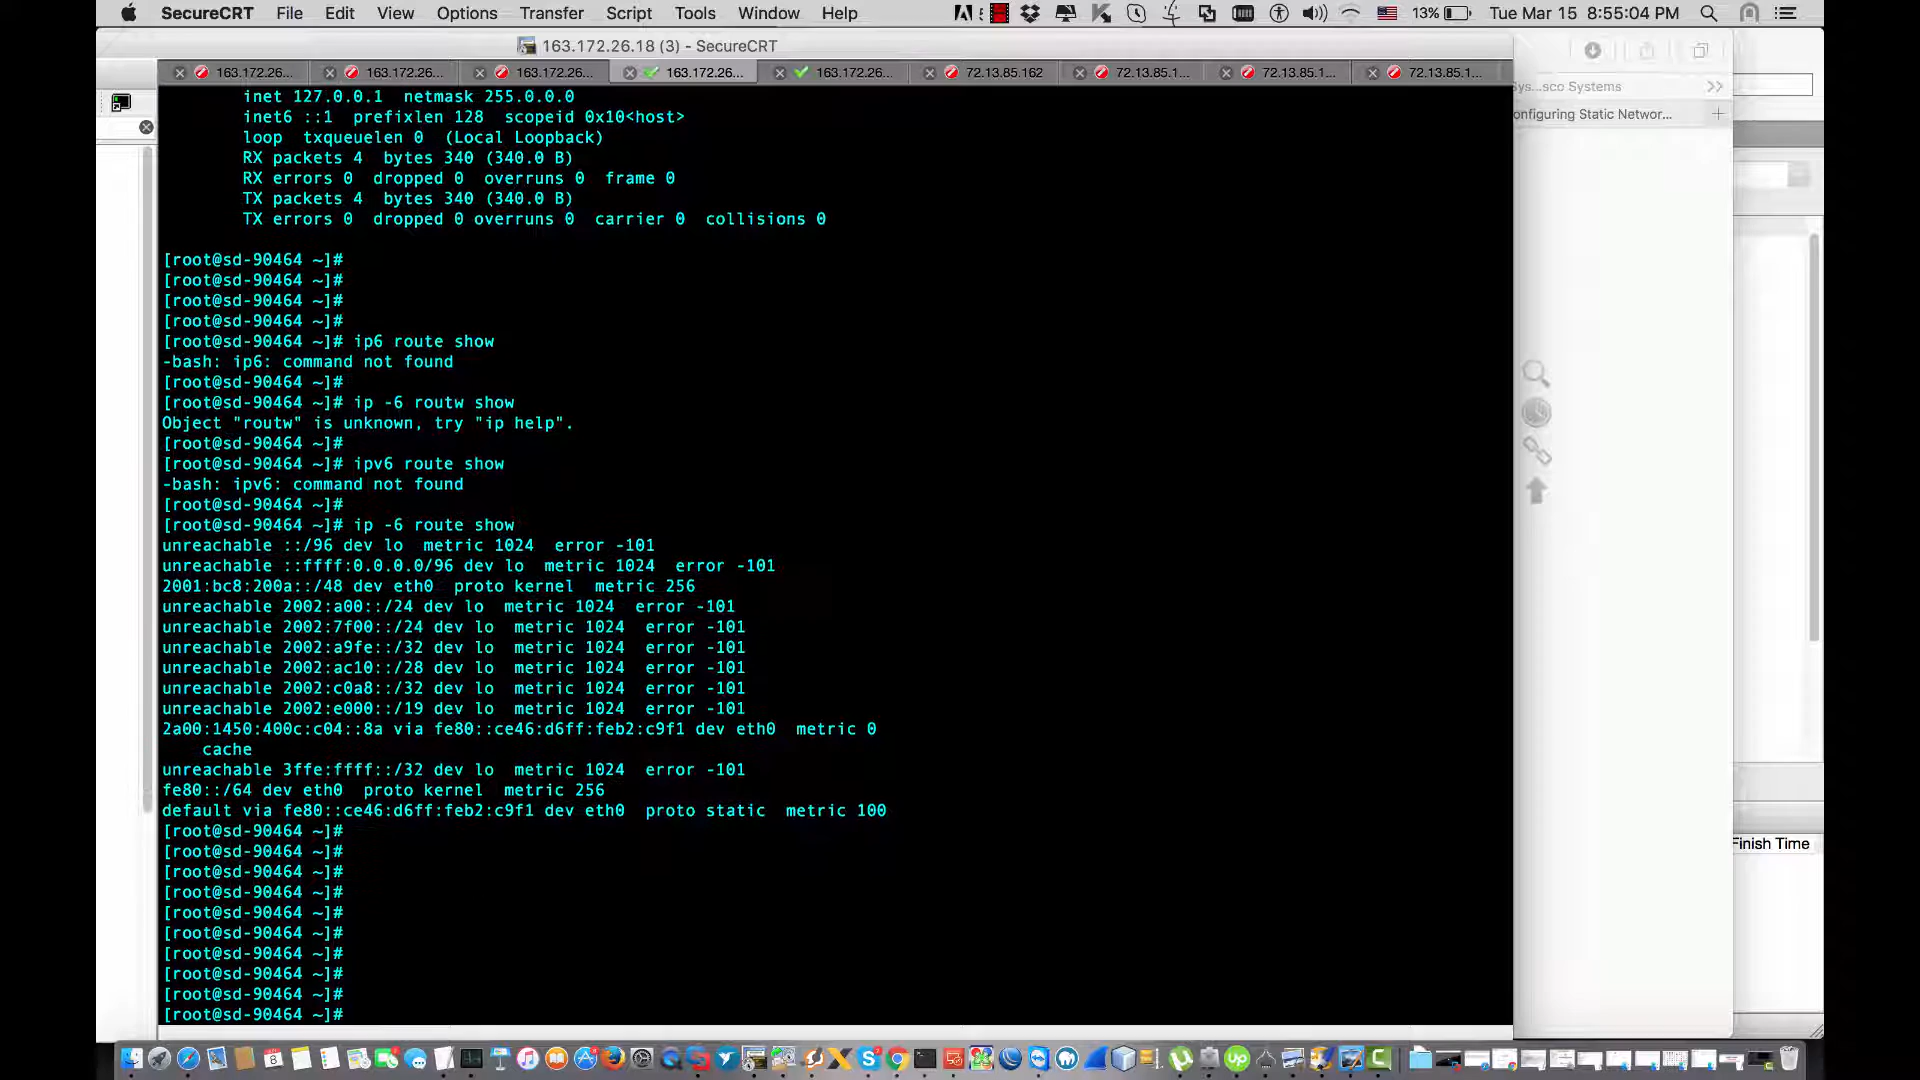 SecureCRT File Edit View Options Transfer Script Tools Window Help 13% Tue Mar 15 8:55:04 PM
163.172.26.18 (3) - SecureCRT
163.172.26... 163.172.26... 163.172.26... 163.172.26... 163.172.26... 72.13.85.162 72.13.85.1... 72.13.85.1... 72.13.85.1...
Sys...sco Systems
onfiguring Static Networ...
inet 127.0.0.1 netmask 255.0.0.0
inet6 ::1 prefixlen 128 scopeid 0x10<host>
loop txqueuelen 0 (Local Loopback)
RX packets 4 bytes 340 (340.0 B)
RX errors 0 dropped 0 overruns 0 frame 0
TX packets 4 bytes 340 (340.0 B)
TX errors 0 dropped 0 overruns 0 carrier 0 collisions 0
[root@sd-90464 ~]#
[root@sd-90464 ~]#
[root@sd-90464 ~]#
[root@sd-90464 ~]#
[root@sd-90464 ~]# ip6 route show
-bash: ip6: command not found
[root@sd-90464 ~]#
[root@sd-90464 ~]# ip -6 routw show
Object "routw" is unknown, try "ip help".
[root@sd-90464 ~]#
[root@sd-90464 ~]# ipv6 route show
-bash: ipv6: command not found
[root@sd-90464 ~]#
[root@sd-90464 ~]# ip -6 route show
unreachable ::/96 dev lo metric 1024 error -101
unreachable ::ffff:0.0.0.0/96 dev lo metric 1024 error -101
2001:bc8:200a::/48 dev eth0 proto kernel metric 256
unreachable 2002:a00::/24 dev lo metric 1024 error -101
unreachable 2002:7f00::/24 dev lo metric 1024 error -101
unreachable 2002:a9fe::/32 dev lo metric 1024 error -101
unreachable 2002:ac10::/28 dev lo metric 1024 error -101
unreachable 2002:c0a8::/32 dev lo metric 1024 error -101
unreachable 2002:e000::/19 dev lo metric 1024 error -101
2a00:1450:400c:c04::8a via fe80::ce46:d6ff:feb2:c9f1 dev eth0 metric 0
cache
unreachable 3ffe:ffff::/32 dev lo metric 1024 error -101
fe80::/64 dev eth0 proto kernel metric 256
default via fe80::ce46:d6ff:feb2:c9f1 dev eth0 proto static metric 100
[root@sd-90464 ~]#
[root@sd-90464 ~]#
[root@sd-90464 ~]#
[root@sd-90464 ~]#
[root@sd-90464 ~]#
[root@sd-90464 ~]#
[root@sd-90464 ~]#
[root@sd-90464 ~]#
[root@sd-90464 ~]#
[root@sd-90464 ~]#
Finish Time